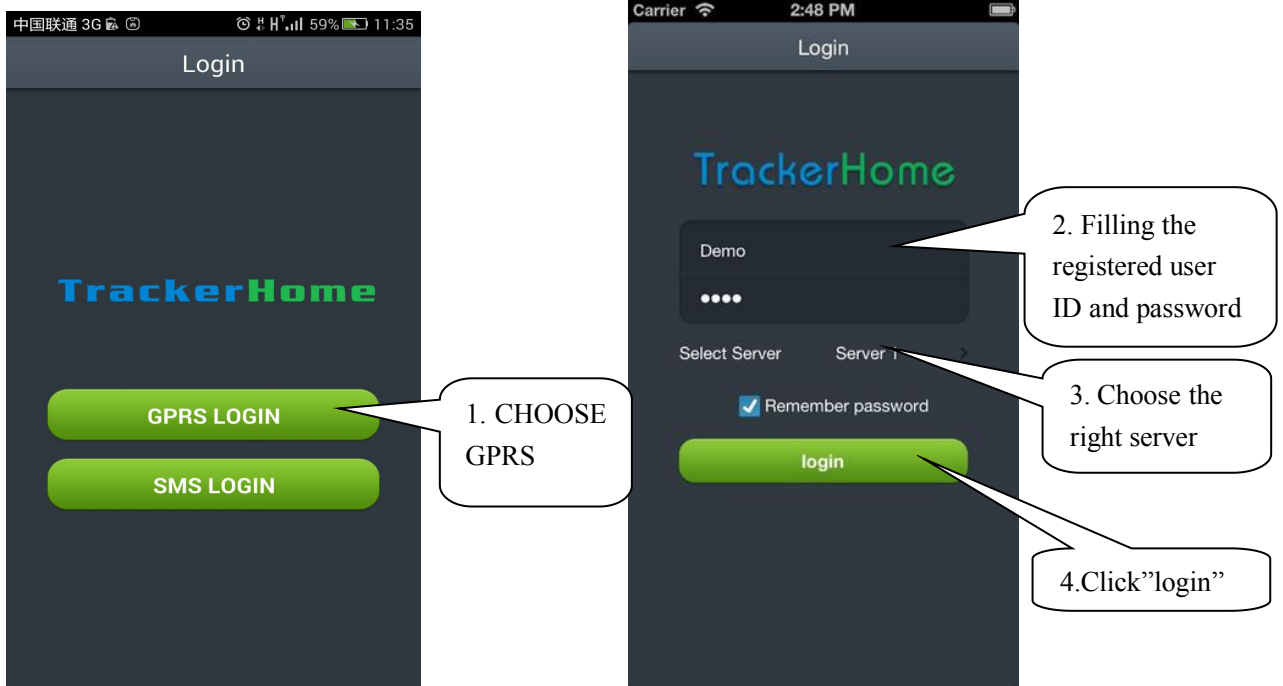 中国联通 3G
59% 11:35
Login
TrackerHome
GPRS LOGIN
SMS LOGIN
1. CHOOSE
GPRS
Carrier 2:48 PM
Login
TrackerHome
Demo
••••
Select Server Server 1
Remember password
login
2. Filling the
registered user
ID and password
3. Choose the
right server
4.Click”login”